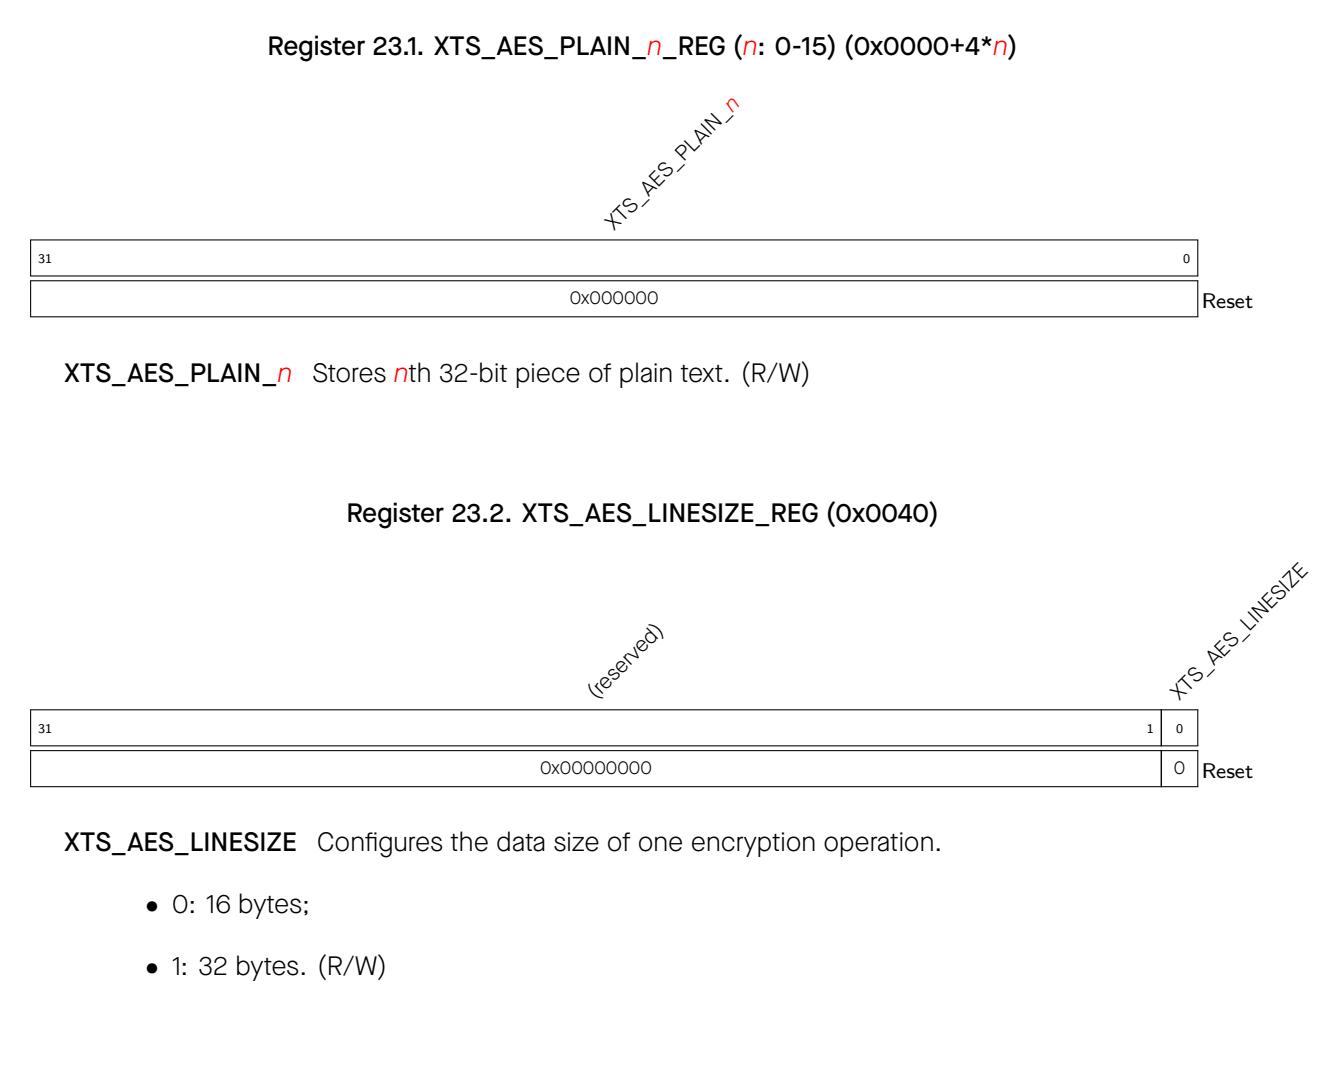 Register 23.1. XTS_AES_PLAIN_n_REG (n: 0-15) (0x0000+4*n)
XTS_AES_PLAIN_n
31 0
0x000000 Reset
XTS_AES_PLAIN_n Stores nth 32-bit piece of plain text. (R/W)
Register 23.2. XTS_AES_LINESIZE_REG (0x0040)
(reserved) XTS_AES_LINESIZE
31 1 0
0x00000000 0 Reset
XTS_AES_LINESIZE Configures the data size of one encryption operation.
• 0: 16 bytes;
• 1: 32 bytes. (R/W)